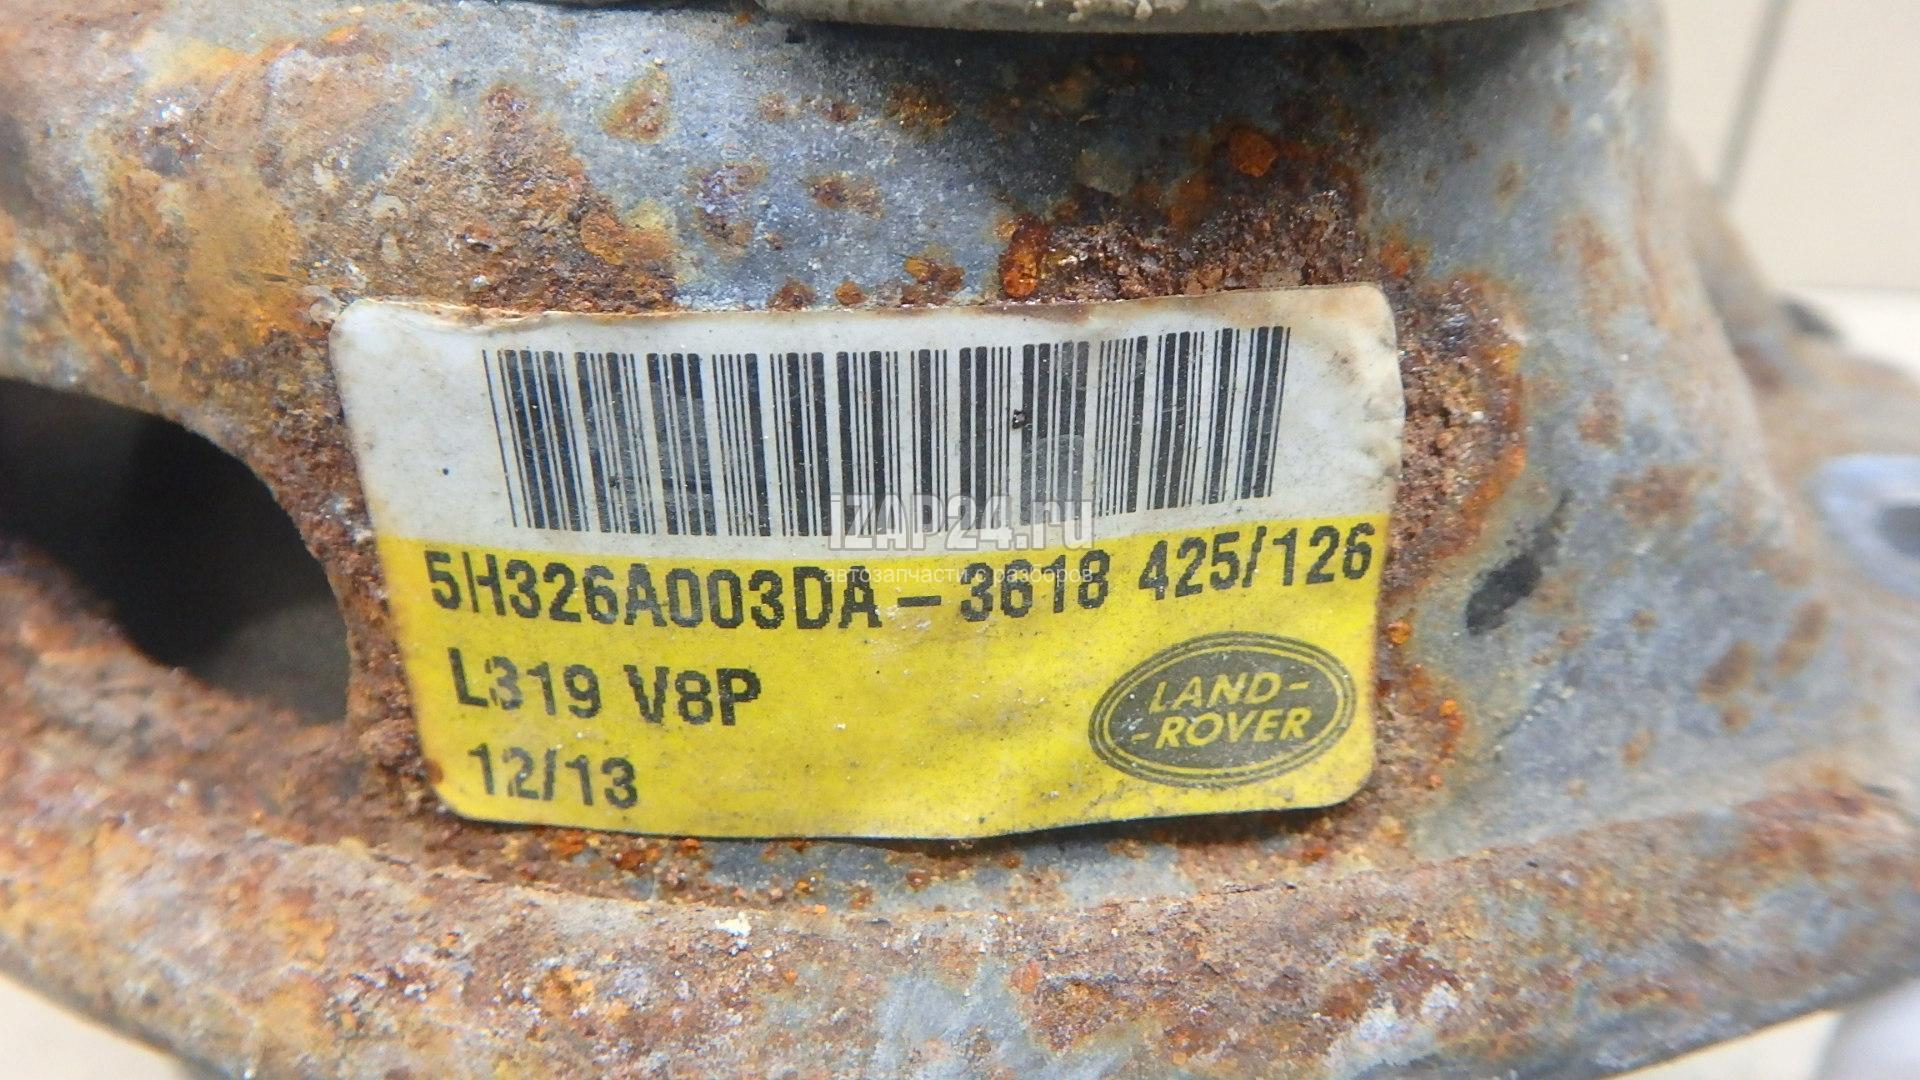 iZAP24.ru
5H326A003DA-3618 425/126
автозапчасти с разборов
L319 V8P
LAND-
-ROVER
12/13